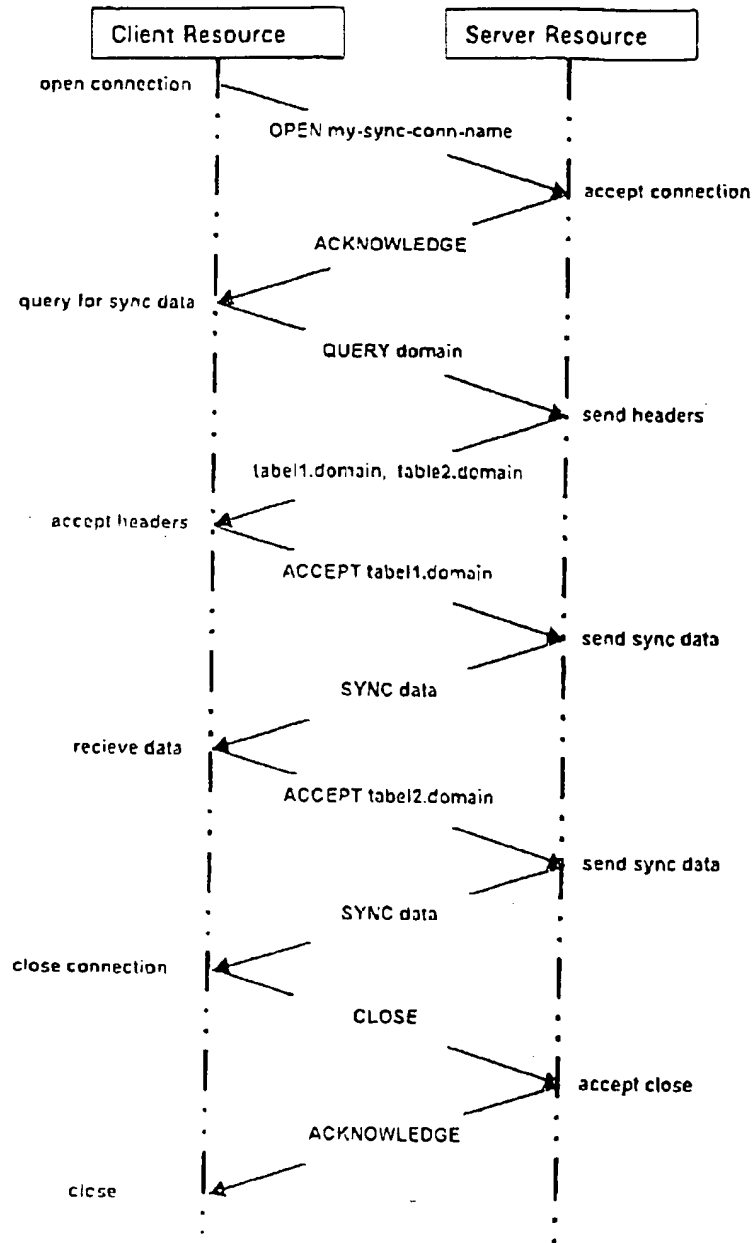 Client Resource
Server Resource
open connection
OPEN my-sync-conn-name
accept connection
ACKNOWLEDGE
query for sync data
QUERY domain
send headers
tabel1.domain, table2.domain
accept headers
ACCEPT tabel1.domain
send sync data
SYNC data
recieve data
ACCEPT tabel2.domain
send sync data
SYNC data
close connection
CLOSE
accept close
ACKNOWLEDGE
close